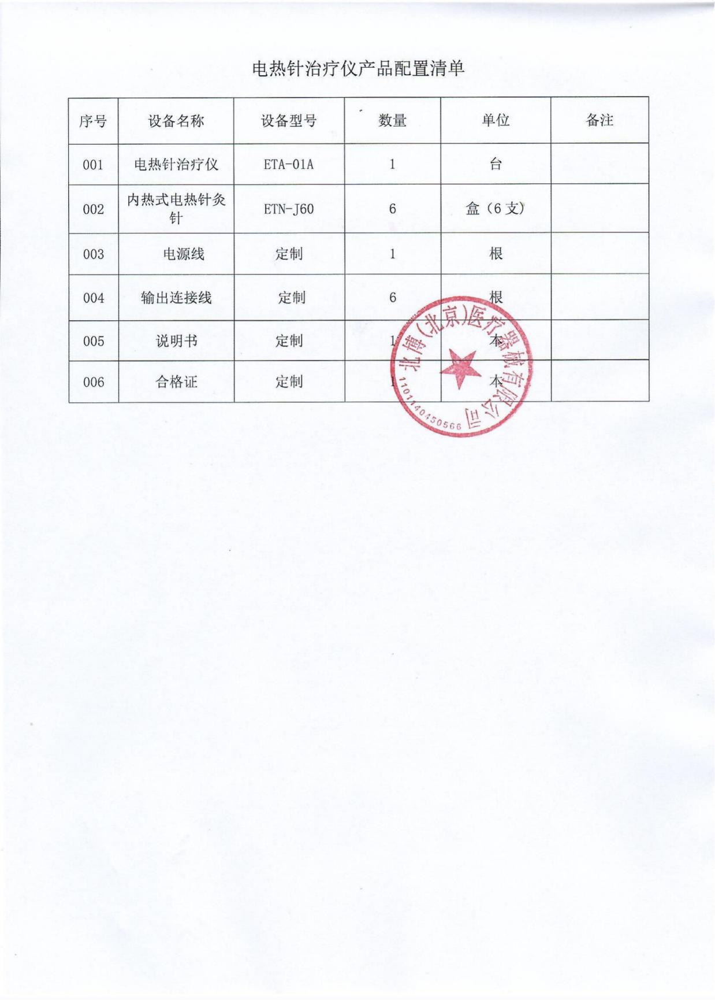 电热针治疗仪产品配置清单
序号 设备名称 设备型号 数量 单位 备注
001 电热针治疗仪 ETA-01A 1 台
002 内热式电热针灸针 ETN-J60 6 盒（6支）
003 电源线 定制 1 根
004 输出连接线 定制 6 根
005 说明书 定制 1 本
006 合格证 定制 1 本
北博(北京)医疗器械有限公司
1101140450566